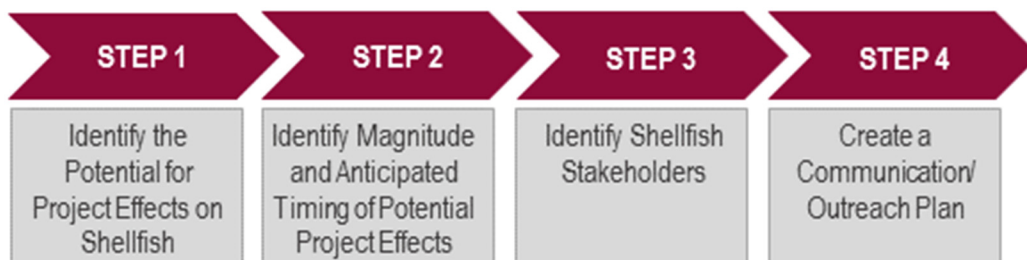 STEP 1
Identify the
Potential for
Project Effects on
Shellfish
STEP 2
Identify Magnitude
and Anticipated
Timing of Potential
Project Effects
STEP 3
Identify Shellfish
Stakeholders
STEP 4
Create a
Communication/
Outreach Plan